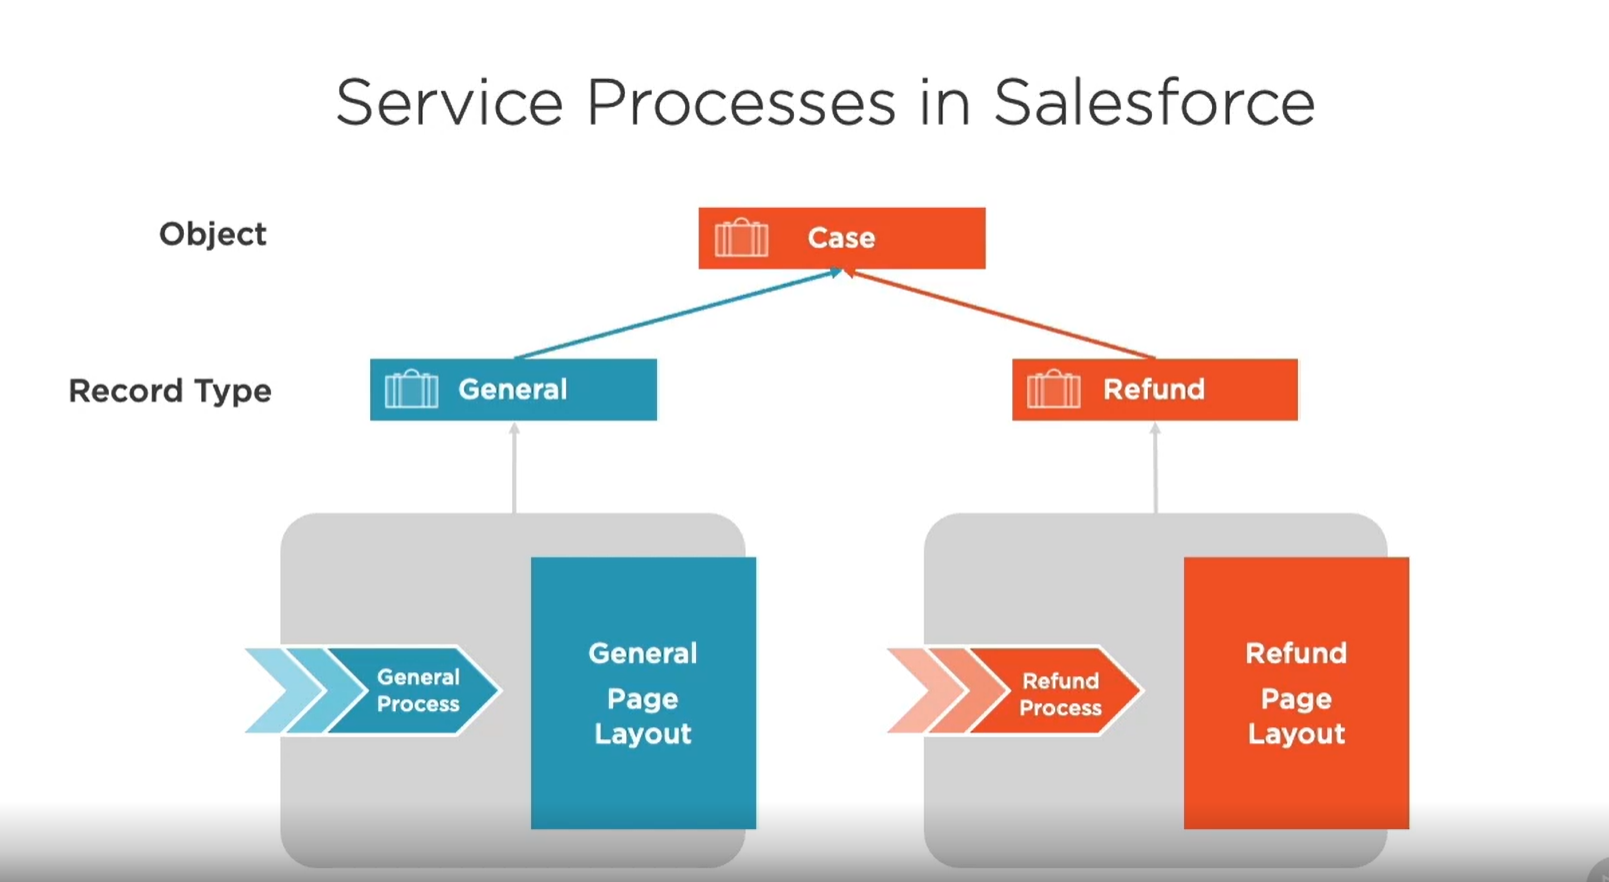 Service Processes in Salesforce
Object
Case
Record Type
General
Refund
General
Process
General
Page
Layout
Refund
Process
Refund
Page
Layout